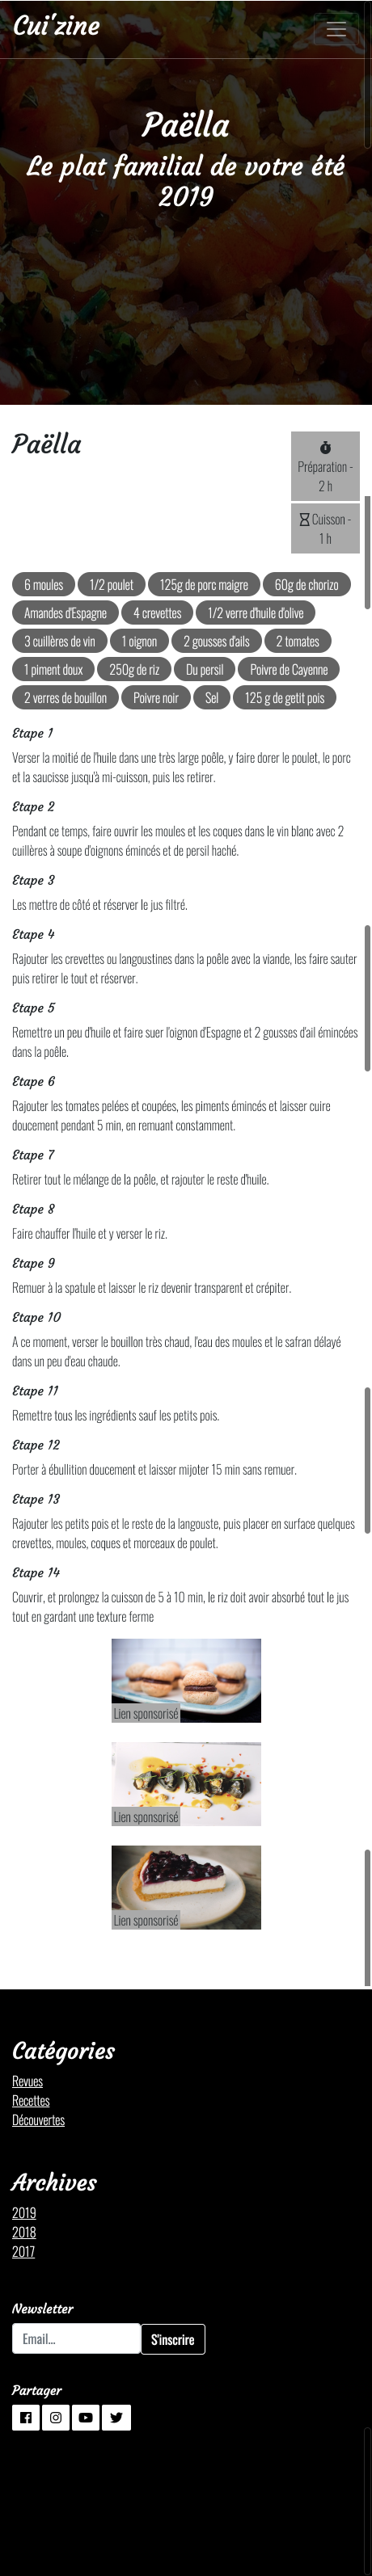 Cui'zine
Paëlla
Le plat familial de votre été
2019
Paëlla
Préparation -
2 h
Cuisson -
1 h
6 moules 1/2 poulet 125g de porc maigre 60g de chorizo
Amandes d'Espagne 4 crevettes 1/2 verre d'huile d'olive
3 cuillères de vin 1 oignon 2 gousses d'ails 2 tomates
1 piment doux 250g de riz Du persil Poivre de Cayenne
2 verres de bouillon Poivre noir Sel 125 g de getit pois
Etape 1
Verser la moitié de l'huile dans une très large poêle, y faire dorer le poulet, le porc
et la saucisse jusqu'à mi-cuisson, puis les retirer.
Etape 2
Pendant ce temps, faire ouvrir les moules et les coques dans le vin blanc avec 2
cuillères à soupe d'oignons émincés et de persil haché.
Etape 3
Les mettre de côté et réserver le jus filtré.
Etape 4
Rajouter les crevettes ou langoustines dans la poêle avec la viande, les faire sauter
puis retirer le tout et réserver.
Etape 5
Remettre un peu d'huile et faire suer l'oignon d'Espagne et 2 gousses d'ail émincées
dans la poêle.
Etape 6
Rajouter les tomates pelées et coupées, les piments émincés et laisser cuire
doucement pendant 5 min, en remuant constamment.
Etape 7
Retirer tout le mélange de la poêle, et rajouter le reste d'huile.
Etape 8
Faire chauffer l'huile et y verser le riz.
Etape 9
Remuer à la spatule et laisser le riz devenir transparent et crépiter.
Etape 10
A ce moment, verser le bouillon très chaud, l'eau des moules et le safran délayé
dans un peu d'eau chaude.
Etape 11
Remettre tous les ingrédients sauf les petits pois.
Etape 12
Porter à ébullition doucement et laisser mijoter 15 min sans remuer.
Etape 13
Rajouter les petits pois et le reste de la langouste, puis placer en surface quelques
crevettes, moules, coques et morceaux de poulet.
Etape 14
Couvrir, et prolongez la cuisson de 5 à 10 min, le riz doit avoir absorbé tout le jus
tout en gardant une texture ferme
Lien sponsorisé
Lien sponsorisé
Lien sponsorisé
Catégories
Revues
Recettes
Découvertes
Archives
2019
2018
2017
Newsletter
Email... S'inscrire
Partager